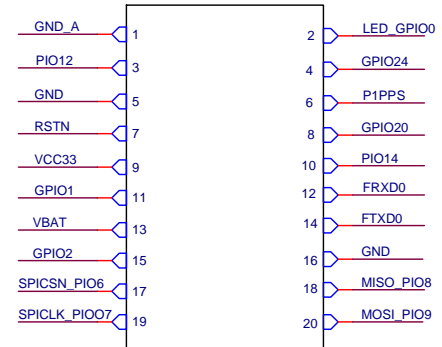 GND_A 1 2 LED_GPIO0
PIO12 3 4 GPIO24
GND 5 6 P1PPS
RSTN 7 8 GPIO20
VCC33 9 10 PIO14
GPIO1 11 12 FRXD0
VBAT 13 14 FTXD0
GPIO2 15 16 GND
SPICSN_PIO6 17 18 MISO_PIO8
SPICLK_PIOO7 19 20 MOSI_PIO9